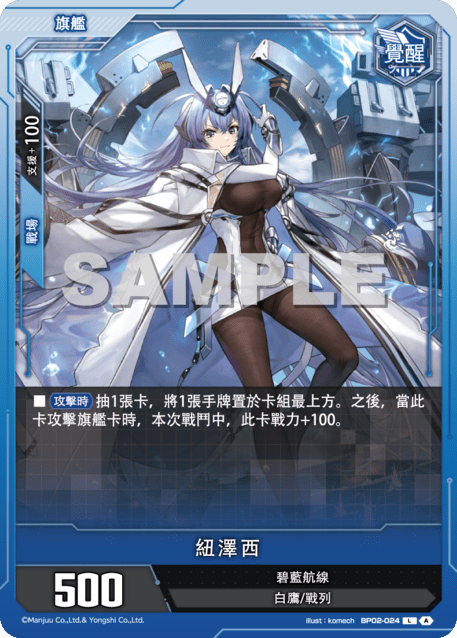 旗艦
覺醒
支援+100
戰場
SAMPLE
■ 攻擊時 抽1張卡，將1張手牌置於卡組最上方。之後，當此
卡攻擊旗艦卡時，本次戰鬥中，此卡戰力+100。
紐澤西
500
碧藍航線
白鷹/戰列
©Manjuu Co.,Ltd.& Yongshi Co.,Ltd.
illust : komech BP02-024 L A